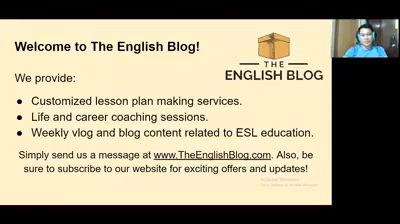 Welcome to The English Blog!
THE
ENGLISH BLOG
We provide:
● Customized lesson plan making services.
● Life and career coaching sessions.
● Weekly vlog and blog content related to ESL education.
Simply send us a message at www.TheEnglishBlog.com. Also, be
sure to subscribe to our website for exciting offers and updates!
Activate Windows